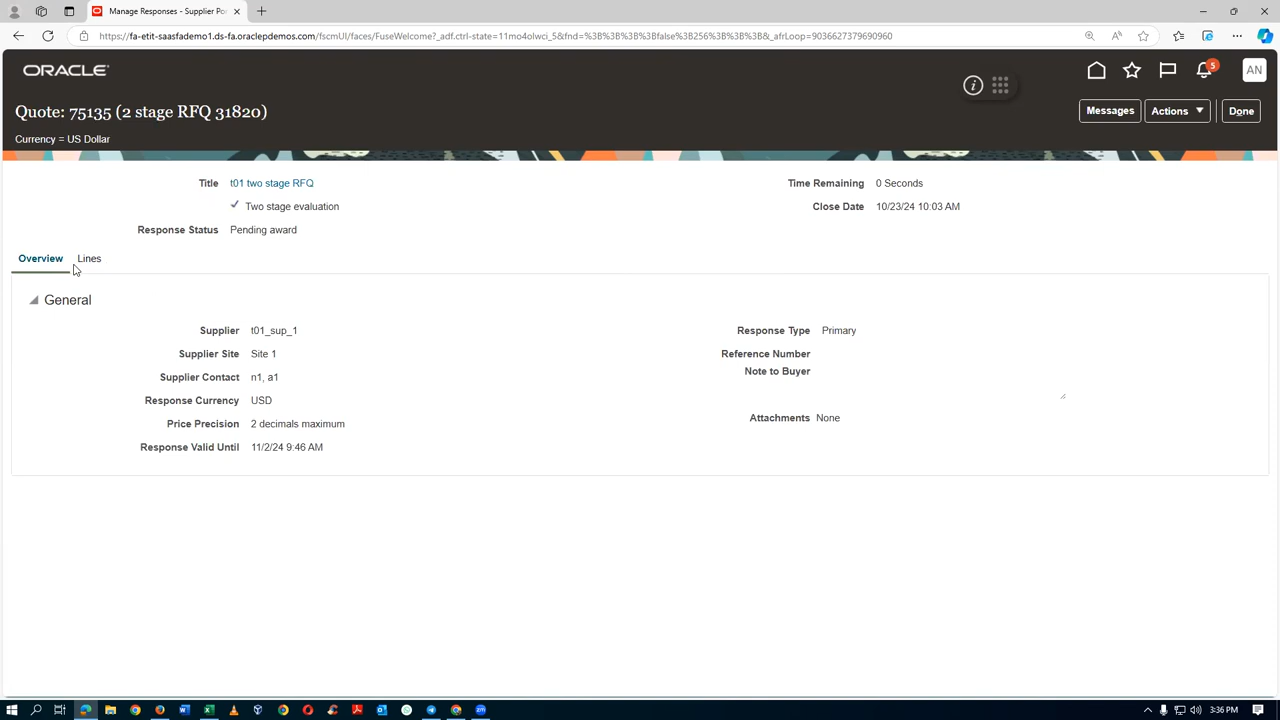 Manage Responses - Supplier Po
https://fa-etit-saasfademo1.ds-fa.oraclepdemos.com/fscmUI/faces/FuseWelcome?_adf.ctrl-state=11mo4olwci_5&fnd=%3B%3B%3B%3Bfalse%3B256%3B%3B%3B&_afrLoop=9036627379690960
ORACLE
5
AN
Quote: 75135 (2 stage RFQ 31820)
Messages Actions Done
Currency = US Dollar
Title t01 two stage RFQ Time Remaining 0 Seconds
Two stage evaluation Close Date 10/23/24 10:03 AM
Response Status Pending award
Overview Lines
General
Supplier t01_sup_1 Response Type Primary
Supplier Site Site 1 Reference Number
Note to Buyer
Supplier Contact n1, a1
Response Currency USD
Attachments None
Price Precision 2 decimals maximum
Response Valid Until 11/2/24 9:46 AM
3:36 PM